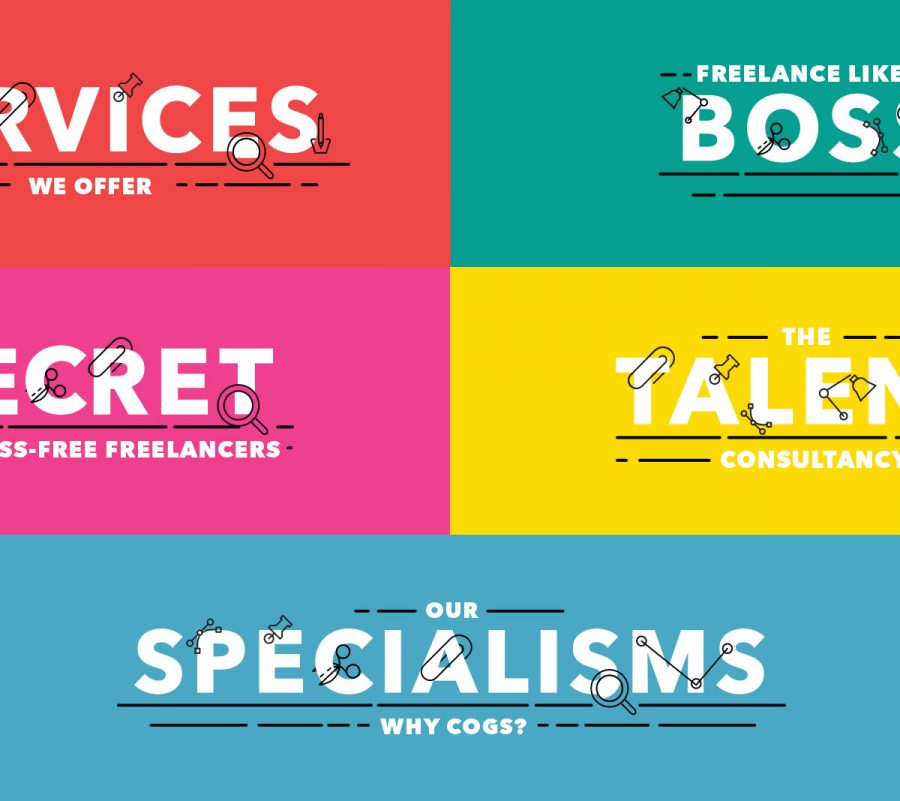 RVICES
WE OFFER
FREELANCE LIKE
BOSS
ECRET
SS-FREE FREELANCERS
THE
TALEN
CONSULTANCY
OUR
SPECIALISMS
WHY COGS?